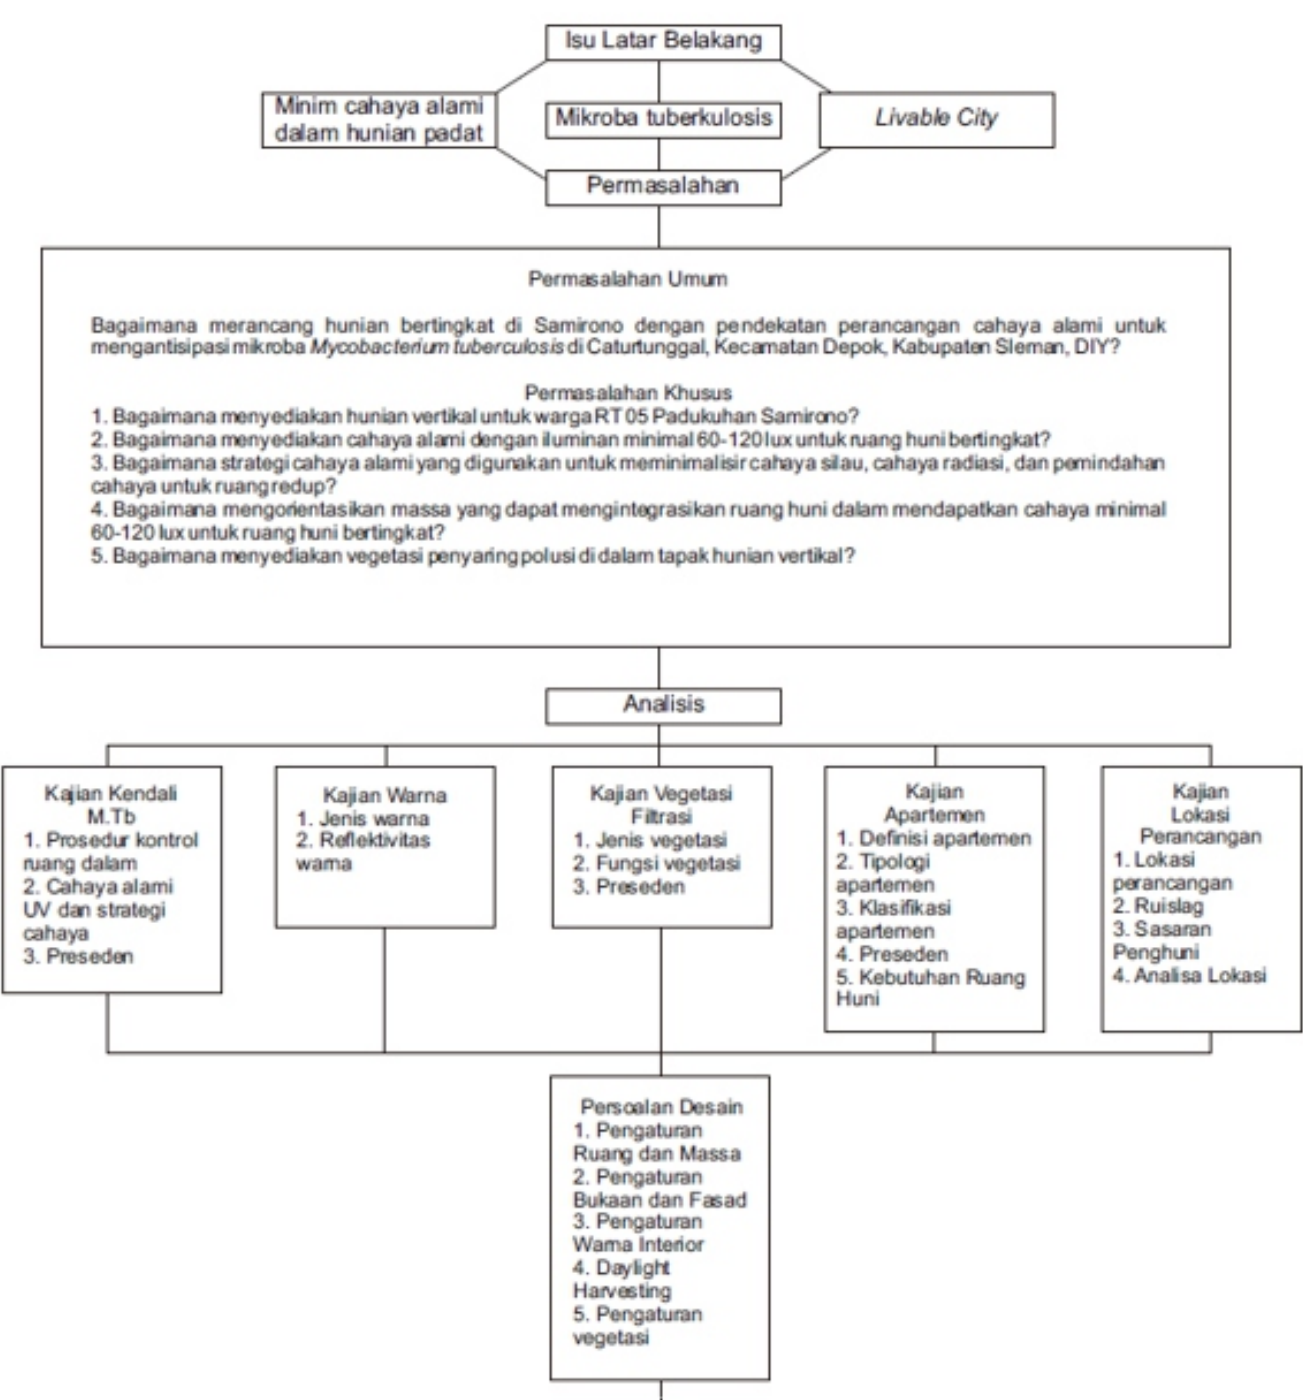 Isu Latar Belakang
Minim cahaya alami
dalam hunian padat
Mikroba tuberkulosis
Livable City
Permasalahan
Permasalahan Umum
Bagaimana merancang hunian bertingkat di Samirono dengan pendekatan perancangan cahaya alami untuk
mengantisipasi mikroba Mycobacterium tuberculosis di Caturtunggal, Kecamatan Depok, Kabupaten Sleman, DIY?
Permasalahan Khusus
1. Bagaimana menyediakan hunian vertikal untuk warga RT 05 Padukuhan Samirono?
2. Bagaimana menyediakan cahaya alami dengan iluminan minimal 60-120 lux untuk ruang huni bertingkat?
3. Bagaimana strategi cahaya alami yang digunakan untuk meminimalisir cahaya silau, cahaya radiasi, dan pemindahan
cahaya untuk ruang redup?
4. Bagaimana mengorientasikan massa yang dapat mengintegrasikan ruang huni dalam mendapatkan cahaya minimal
60-120 lux untuk ruang huni bertingkat?
5. Bagaimana menyediakan vegetasi penyaring polusi di dalam tapak hunian vertikal?
Analisis
Kajian Kendali
M.Tb
1. Prosedur kontrol
ruang dalam
2. Cahaya alami
UV dan strategi
cahaya
3. Preseden
Kajian Warna
1. Jenis warna
2. Reflektivitas
warna
Kajian Vegetasi
Filtrasi
1. Jenis vegetasi
2. Fungsi vegetasi
3. Preseden
Kajian
Apartemen
1. Definisi apartemen
2. Tipologi
apartemen
3. Klasifikasi
apartemen
4. Preseden
5. Kebutuhan Ruang
Huni
Kajian
Lokasi
Perancangan
1. Lokasi
perancangan
2. Ruislag
3. Sasaran
Penghuni
4. Analisa Lokasi
Persoalan Desain
1. Pengaturan
Ruang dan Massa
2. Pengaturan
Bukaan dan Fasad
3. Pengaturan
Warna Interior
4. Daylight
Harvesting
5. Pengaturan
vegetasi